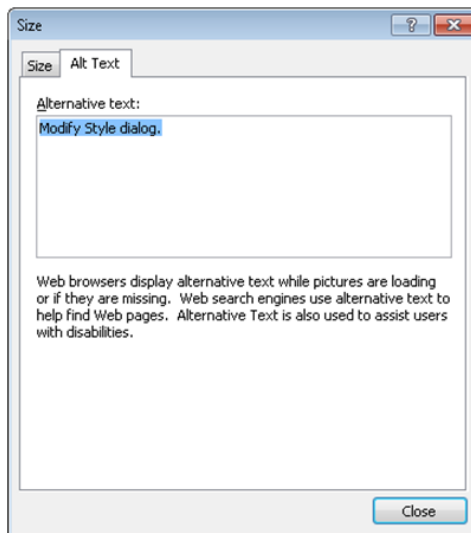 Size
Size
Alt Text
Alternative text:
Modify Style dialog.
Web browsers display alternative text while pictures are loading
or if they are missing. Web search engines use alternative text to
help find Web pages. Alternative Text is also used to assist users
with disabilities.
Close